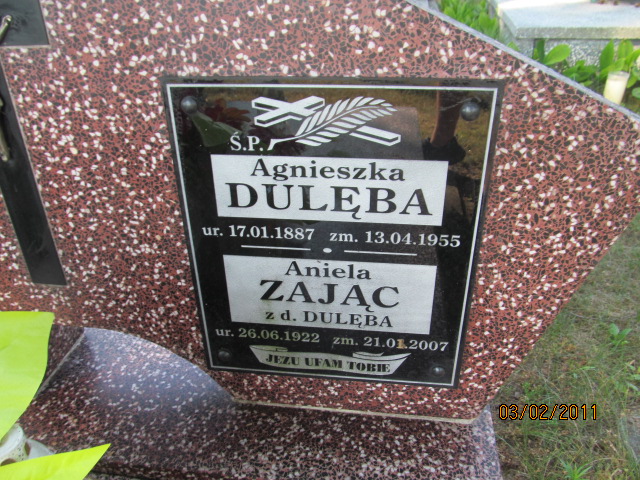 Ś.P.
Agnieszka
DULĘBA
ur. 17.01.1887 zm. 13.04.1955
Aniela
ZAJĄC
z d. DULĘBA
ur. 26.06.1922 zm. 21.01.2007
JEZU UFAM TOBIE
03/02/2011